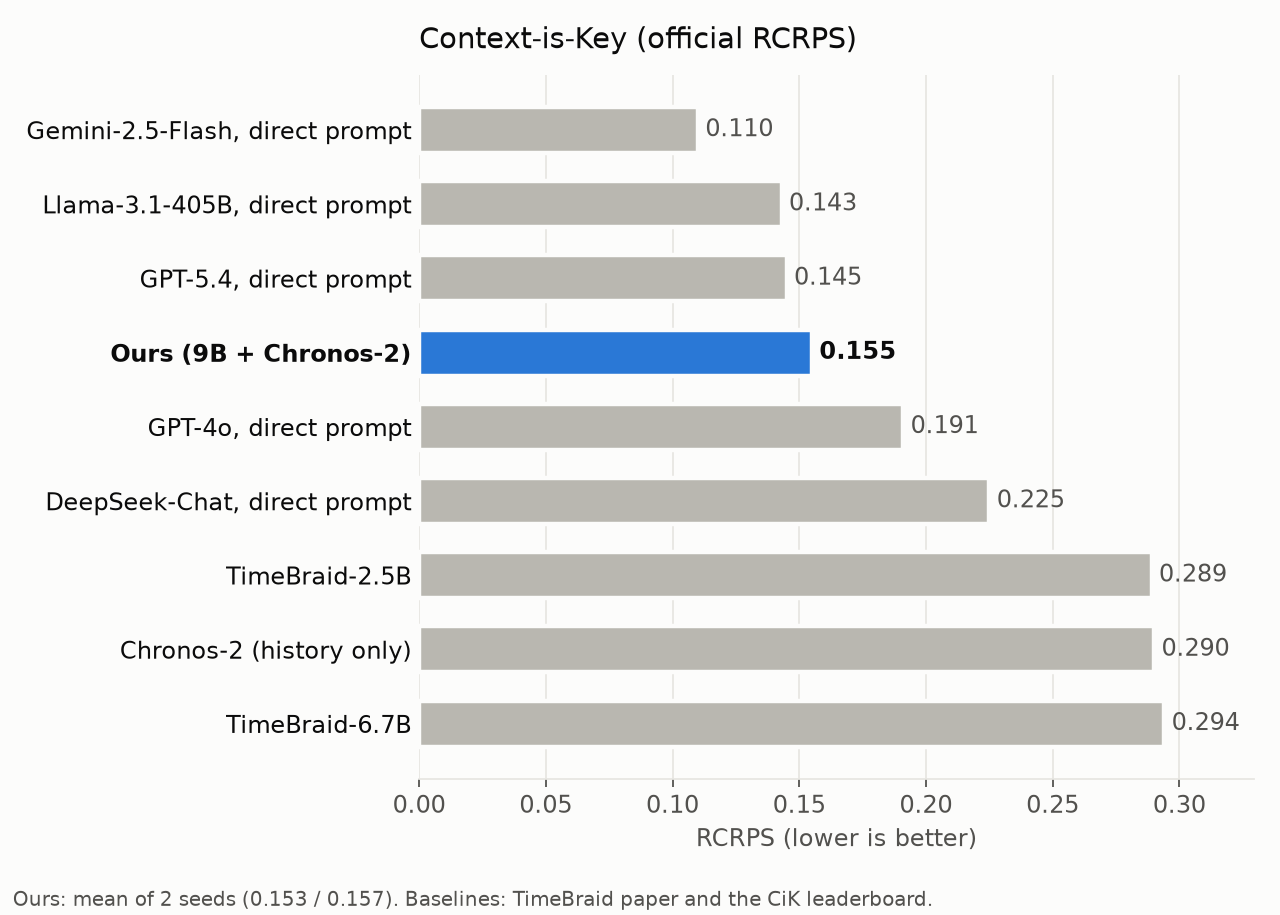 Context-is-Key (official RCRPS)
Gemini-2.5-Flash, direct prompt 0.110
Llama-3.1-405B, direct prompt 0.143
GPT-5.4, direct prompt 0.145
Ours (9B + Chronos-2) 0.155
GPT-4o, direct prompt 0.191
DeepSeek-Chat, direct prompt 0.225
TimeBraid-2.5B 0.289
Chronos-2 (history only) 0.290
TimeBraid-6.7B 0.294
0.00 0.05 0.10 0.15 0.20 0.25 0.30
RCRPS (lower is better)
Ours: mean of 2 seeds (0.153 / 0.157). Baselines: TimeBraid paper and the CiK leaderboard.